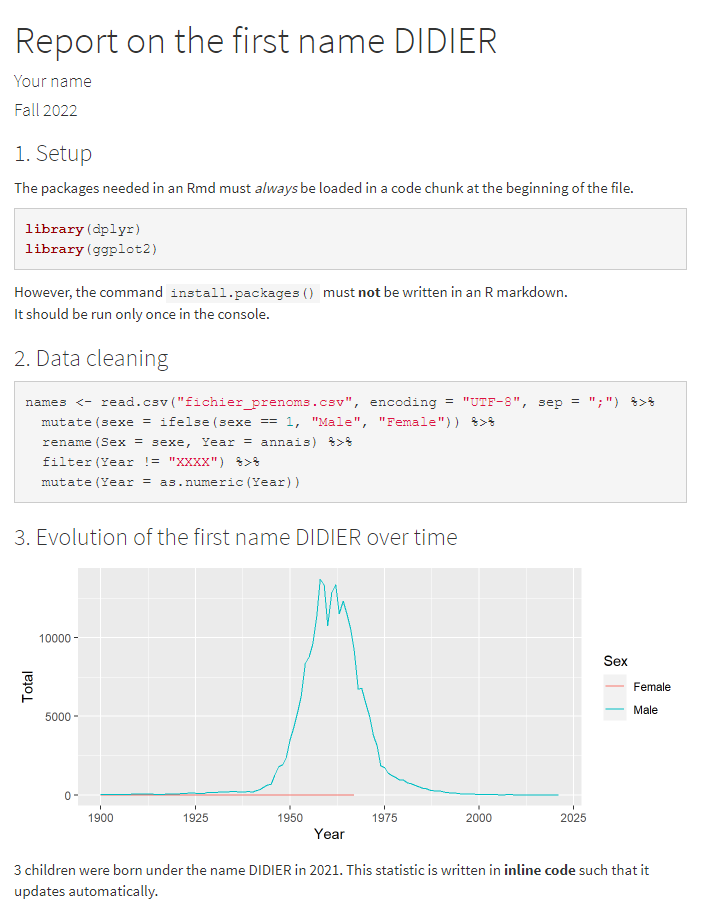 Report on the first name DIDIER
Your name
Fall 2022
1. Setup
The packages needed in an Rmd must always be loaded in a code chunk at the beginning of the file.
library(dplyr)
library(ggplot2)
However, the command install.packages() must not be written in an R markdown.
It should be run only once in the console.
2. Data cleaning
names <- read.csv("fichier_prenoms.csv", encoding = "UTF-8", sep = ";") %>%
mutate(sexe = ifelse(sexe == 1, "Male", "Female")) %>%
rename(Sex = sexe, Year = annais) %>%
filter(Year != "XXXX") %>%
mutate(Year = as.numeric(Year))
3. Evolution of the first name DIDIER over time
10000
5000
0
Total
1900 1925 1950 1975 2000 2025
Year
Sex
Female
Male
3 children were born under the name DIDIER in 2021. This statistic is written in inline code such that it
updates automatically.